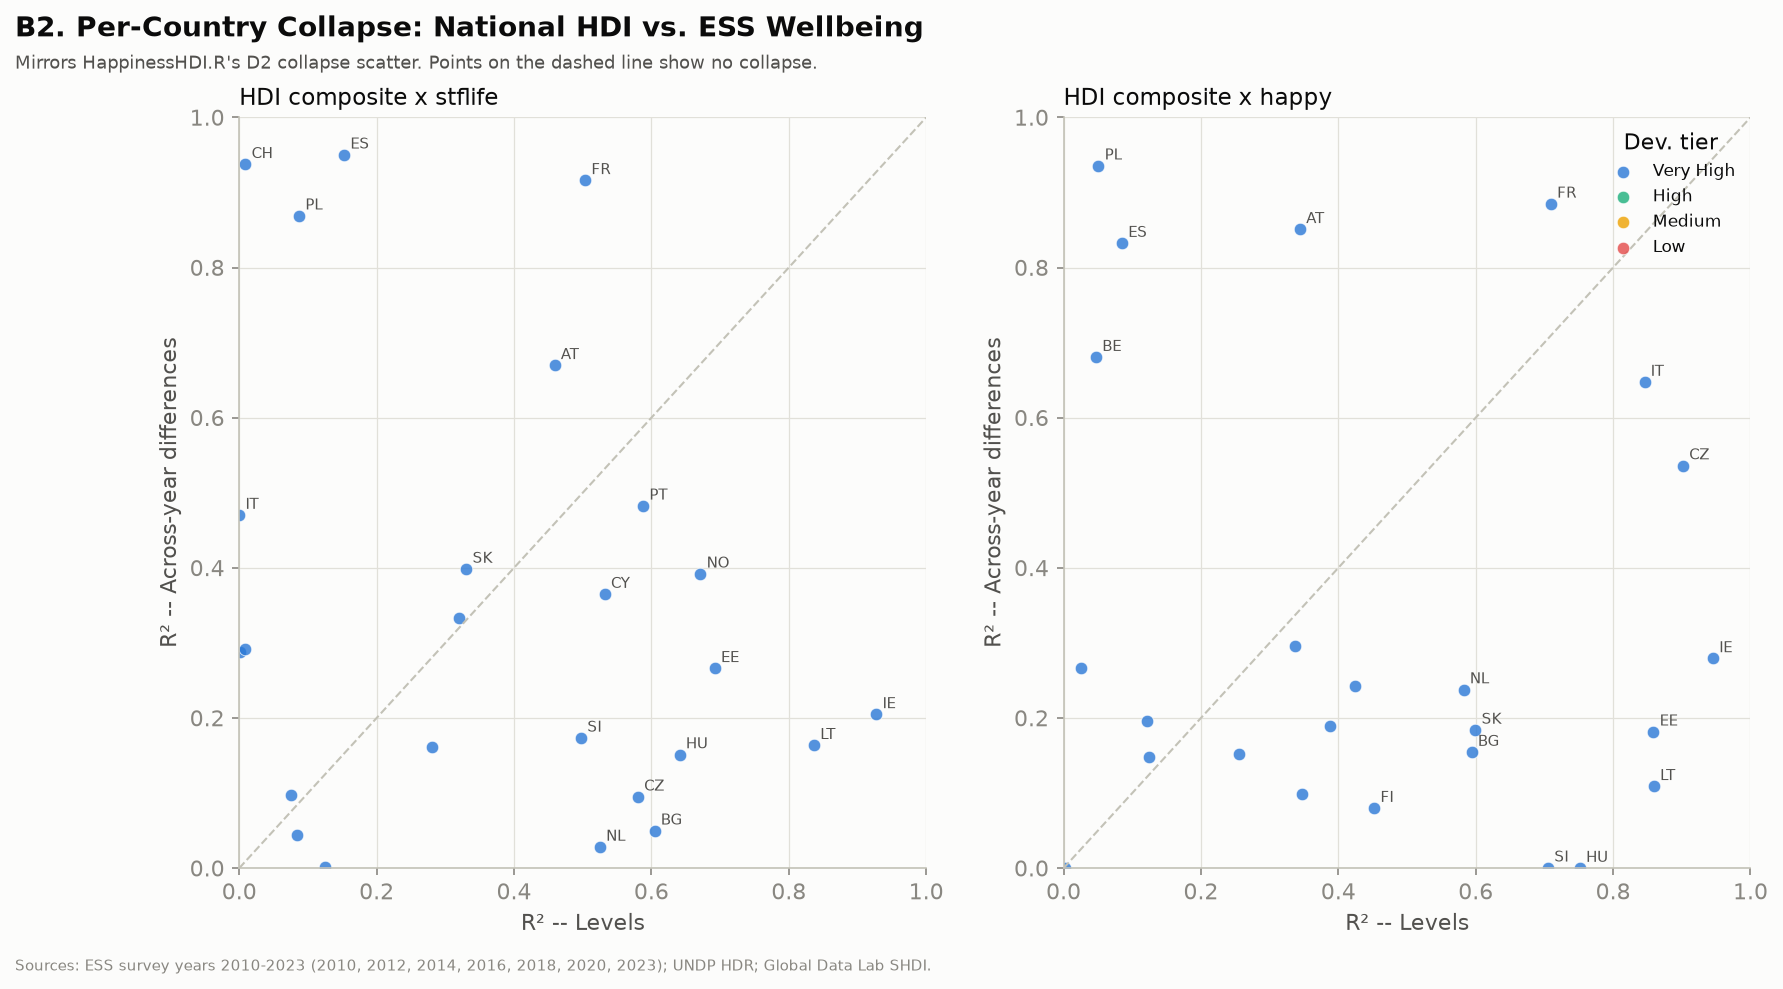 B2. Per-Country Collapse: National HDI vs. ESS Wellbeing
Mirrors HappinessHDI.R's D2 collapse scatter. Points on the dashed line show no collapse.
HDI composite x stflife
R² -- Across-year differences
1.0
0.8
0.6
0.4
0.2
0.0
CH
ES
FR
PL
AT
IT
PT
SK
NO
CY
EE
IE
SI
LT
HU
CZ
BG
NL
0.0 0.2 0.4 0.6 0.8 1.0
R² -- Levels
HDI composite x happy
R² -- Across-year differences
1.0
0.8
0.6
0.4
0.2
0.0
Dev. tier
Very High
High
Medium
Low
PL
FR
AT
ES
BE
IT
CZ
IE
NL
SK
EE
BG
LT
FI
SI
HU
0.0 0.2 0.4 0.6 0.8 1.0
R² -- Levels
Sources: ESS survey years 2010-2023 (2010, 2012, 2014, 2016, 2018, 2020, 2023); UNDP HDR; Global Data Lab SHDI.